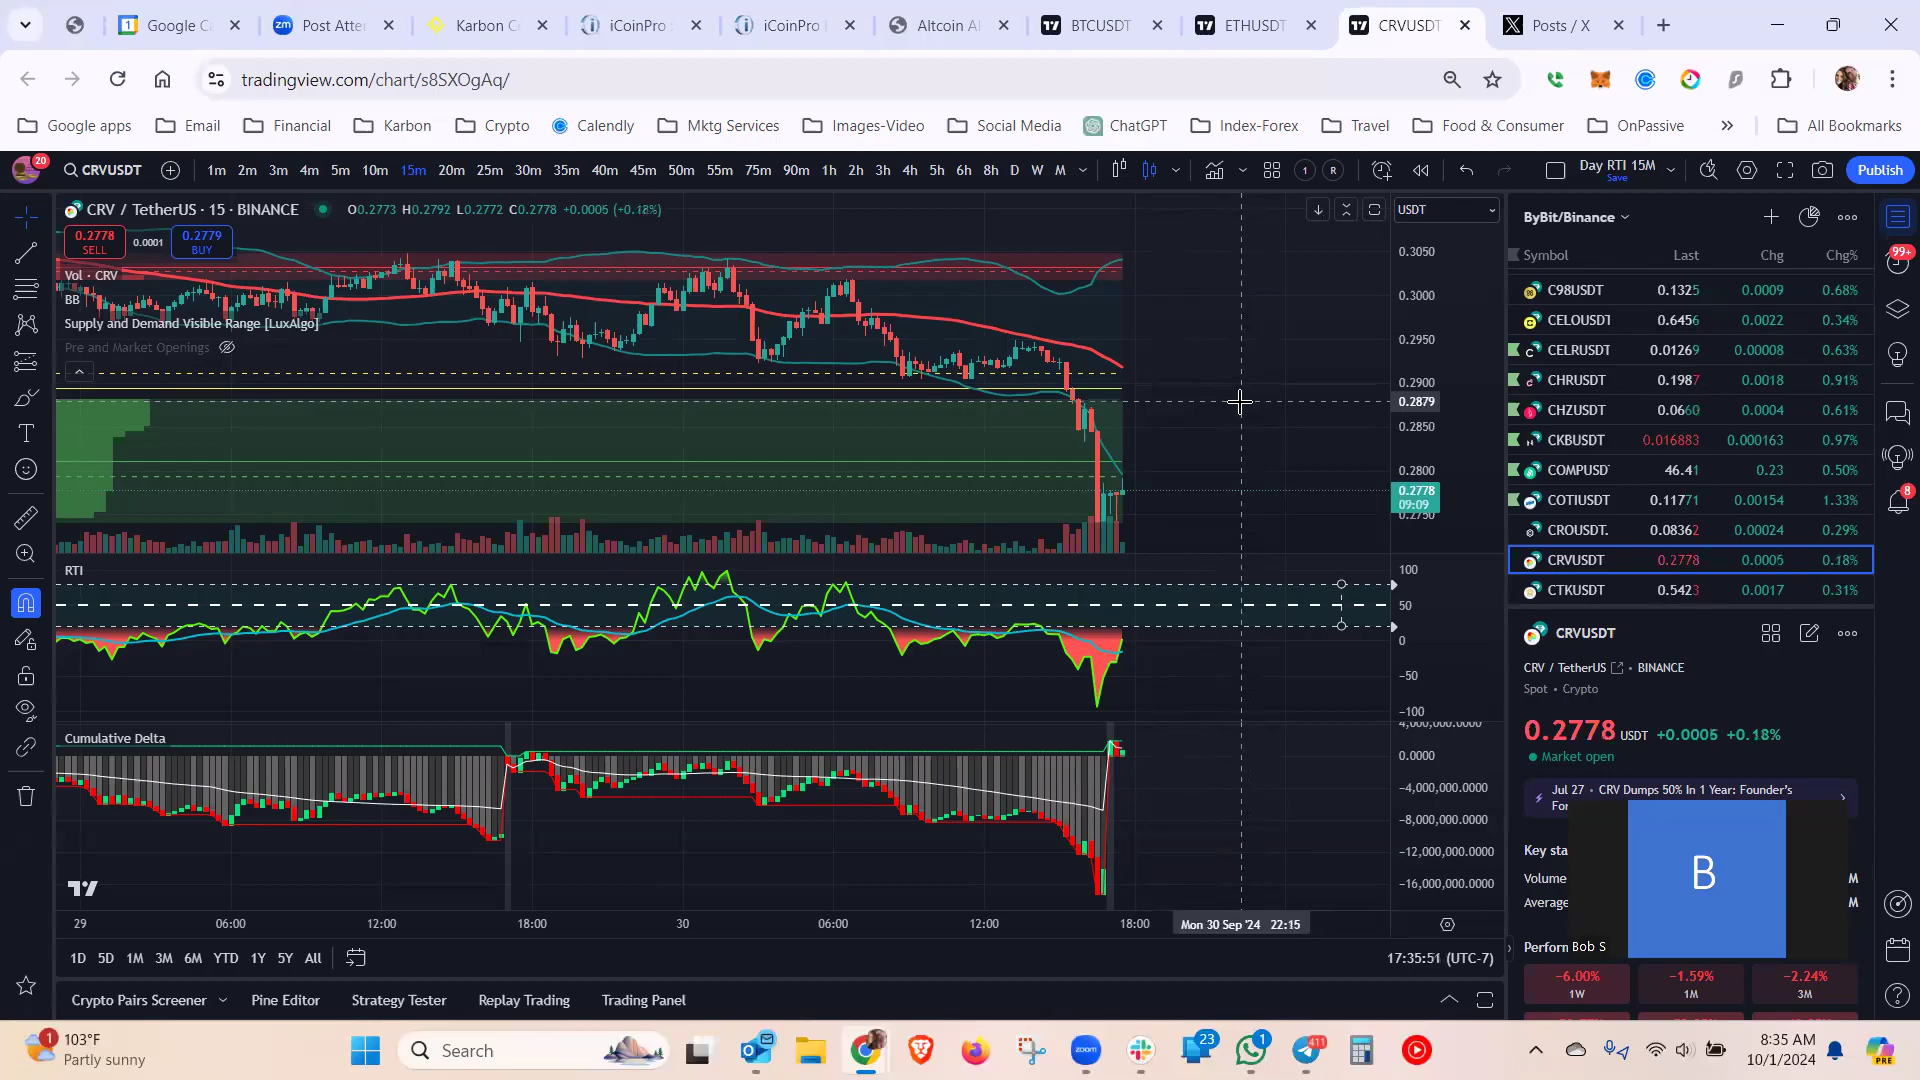 Google C
Post Atter
Karbon C
iCoinPro
iCoinPro
Altcoin A
BTCUSDT
ETHUSDT
CRVUSDT
Posts / X
tradingview.com/chart/s8SXOgAq/
Google apps
Email
Financial
Karbon
Crypto
Calendly
Mktg Services
Images-Video
Social Media
ChatGPT
Index-Forex
Travel
Food & Consumer
OnPassive
All Bookmarks
20
CRVUSDT
1m 2m 3m 4m 5m 10m 15m 20m 25m 30m 35m 40m 45m 50m 55m 75m 90m 1h 2h 3h 4h 5h 6h 8h D W M
1 R
Day RTI 15M
Save
Publish
CRV / TetherUS · 15 · BINANCE
O0.2773 H0.2792 L0.2772 C0.2778 +0.0005 (+0.18%)
USDT
0.2778
SELL
0.0001
0.2779
BUY
Vol · CRV
BB
Supply and Demand Visible Range [LuxAlgo]
Pre and Market Openings
0.3050
0.3000
0.2950
0.2900
0.2879
0.2850
0.2800
0.2778
09:09
0.2750
RTI
100
50
0
−50
−100
Cumulative Delta
4,000,000.0000
0.0000
−4,000,000.0000
−8,000,000.0000
−12,000,000.0000
−16,000,000.0000
29 06:00 12:00 18:00 30 06:00 12:00 18:00
Mon 30 Sep '24 22:15
1D 5D 1M 3M 6M YTD 1Y 5Y All
17:35:51 (UTC-7)
Crypto Pairs Screener
Pine Editor
Strategy Tester
Replay Trading
Trading Panel
ByBit/Binance
99+
8
Symbol Last Chg Chg%
C98USDT 0.1325 0.0009 0.68%
CELOUSDT 0.6456 0.0022 0.34%
CELRUSDT 0.01269 0.00008 0.63%
CHRUSDT 0.1987 0.0018 0.91%
CHZUSDT 0.0660 0.0004 0.61%
CKBUSDT 0.016883 0.000163 0.97%
COMPUSD 46.41 0.23 0.50%
COTIUSDT 0.11771 0.00154 1.33%
CROUSDT. 0.08362 0.00024 0.29%
CRVUSDT 0.2778 0.0005 0.18%
CTKUSDT 0.5423 0.0017 0.31%
CRVUSDT
CRV / TetherUS • BINANCE
Spot • Crypto
0.2778 USDT +0.0005 +0.18%
Market open
Jul 27 • CRV Dumps 50% In 1 Year: Founder's
For
Key sta
Volume M
Average M
Perform
B
Bob S
−6.00%
1W
−1.59%
1M
−2.24%
3M
1
103°F
Partly sunny
Search
zoom
23
1
411
8:35 AM
10/1/2024
PRE